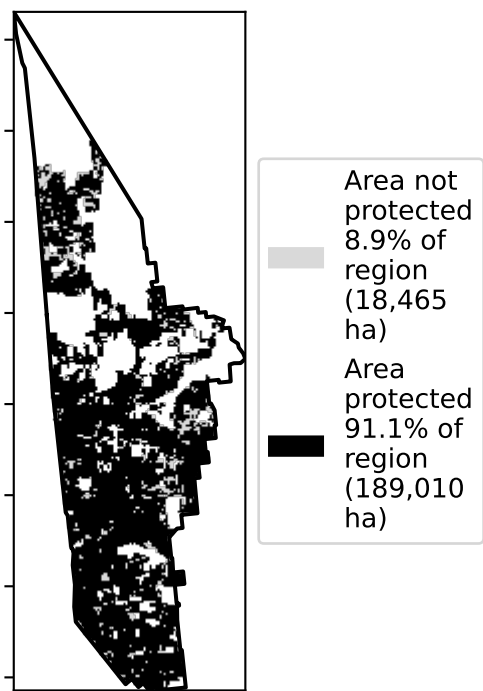 Area not
protected
8.9% of
region
(18,465
ha)
Area
protected
91.1% of
region
(189,010
ha)